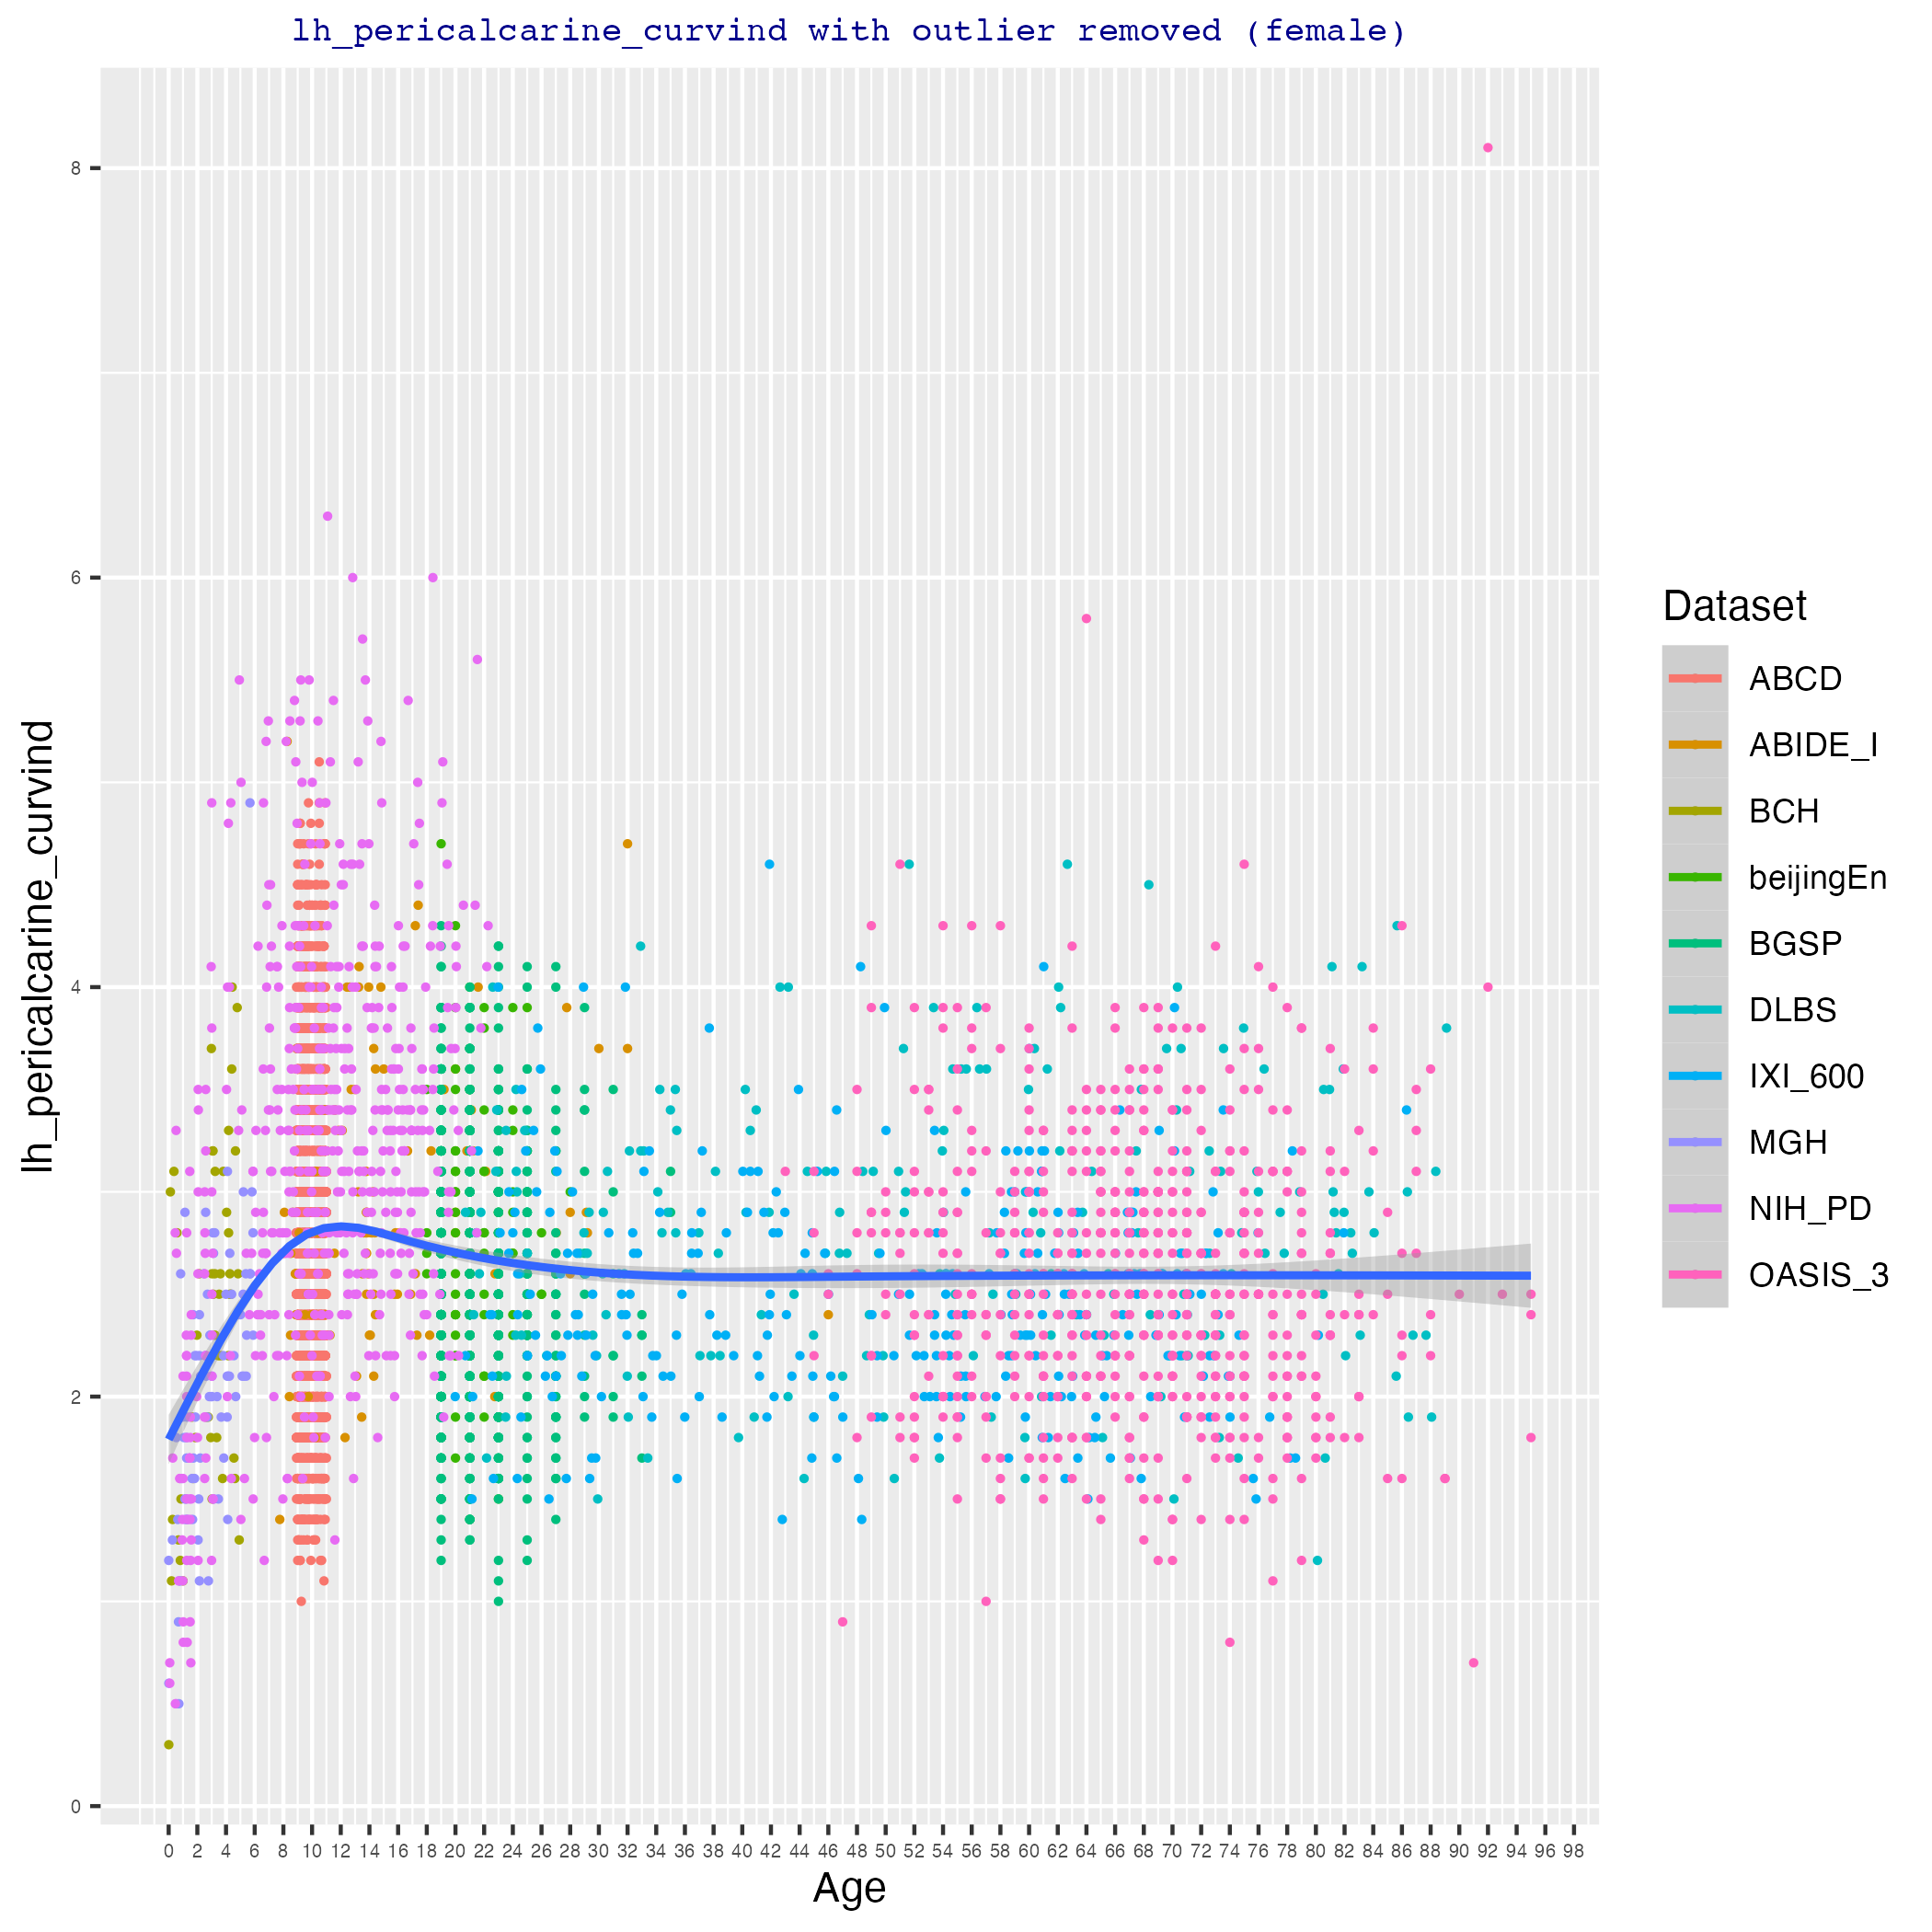 lh_pericalcarine_curvind with outlier removed (female)
8
6
4
2
0
lh_pericalcarine_curvind
0 2 4 6 8 10 12 14 16 18 20 22 24 26 28 30 32 34 36 38 40 42 44 46 48 50 52 54 56 58 60 62 64 66 68 70 72 74 76 78 80 82 84 86 88 90 92 94 96 98
Age
Dataset
ABCD
ABIDE_I
BCH
beijingEn
BGSP
DLBS
IXI_600
MGH
NIH_PD
OASIS_3